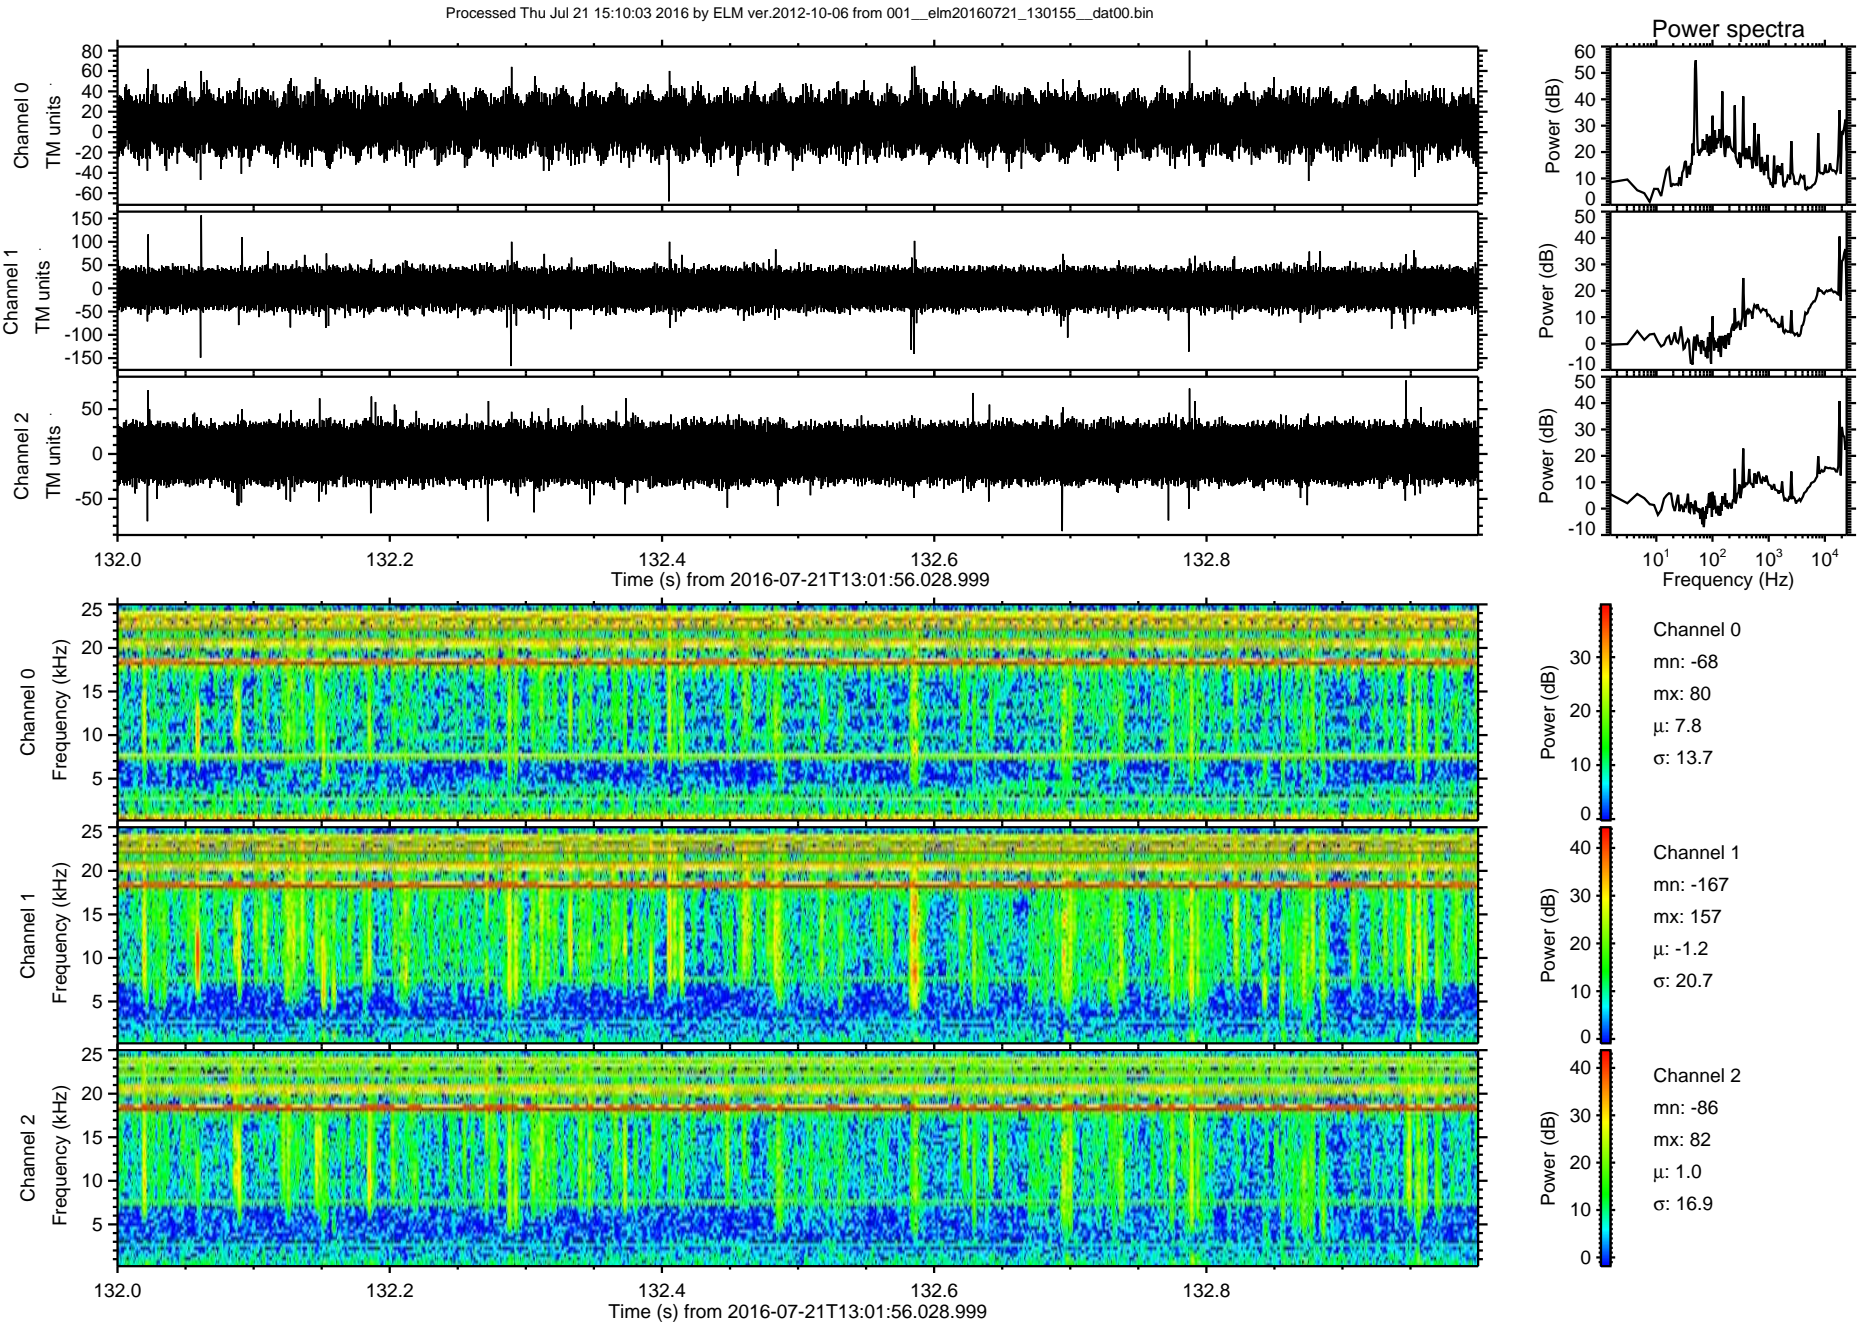 Processed Thu Jul 21 15:10:03 2016 by ELM ver.2012-10-06 from 001__elm20160721_130155__dat00.bin
Power spectra
Channel 0
TM units
80
60
40
20
0
-20
-40
-60
Power (dB)
60
50
40
30
20
10
0
Channel 1
TM units
150
100
50
0
-50
-100
-150
Power (dB)
50
40
30
20
10
0
-10
Channel 2
TM units
50
0
-50
Power (dB)
50
40
30
20
10
0
-10
132.0 132.2 132.4 132.6 132.8
Time (s) from 2016-07-21T13:01:56.028.999
10¹ 10² 10³ 10⁴
Frequency (Hz)
Channel 0
Frequency (kHz)
25
20
15
10
5
Power (dB)
30
20
10
0
Channel 0
mn: -68
mx: 80
μ: 7.8
σ: 13.7
Channel 1
Frequency (kHz)
25
20
15
10
5
Power (dB)
40
30
20
10
0
Channel 1
mn: -167
mx: 157
μ: -1.2
σ: 20.7
Channel 2
Frequency (kHz)
25
20
15
10
5
Power (dB)
40
30
20
10
0
Channel 2
mn: -86
mx: 82
μ: 1.0
σ: 16.9
132.0 132.2 132.4 132.6 132.8
Time (s) from 2016-07-21T13:01:56.028.999